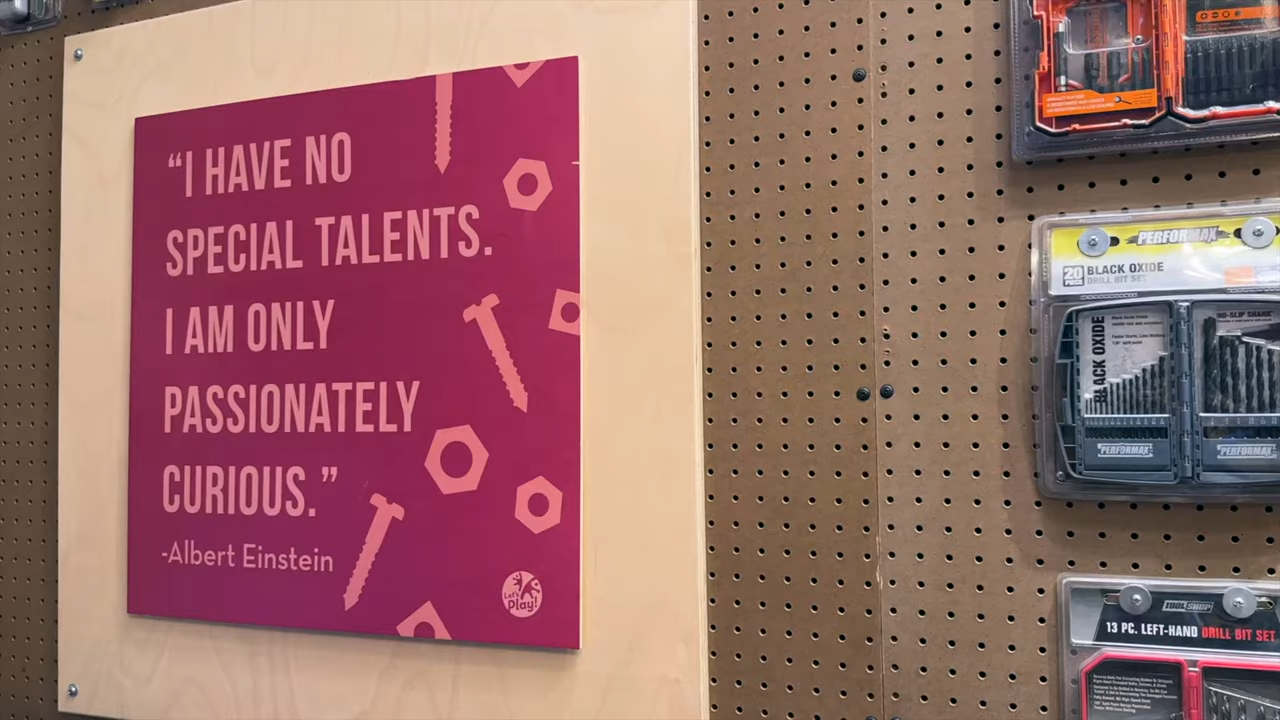 “I HAVE NO
SPECIAL TALENTS.
I AM ONLY
PASSIONATELY
CURIOUS.”
-Albert Einstein
Let's
Play!
PERFORMAX
20
BLACK OXIDE
DRILL BIT SET
BLACK OXIDE
NO-SLIP SHANK
PERFORMAX
PERFORMAX
TOOL SHOP
13 PC. LEFT-HAND DRILL BIT SET